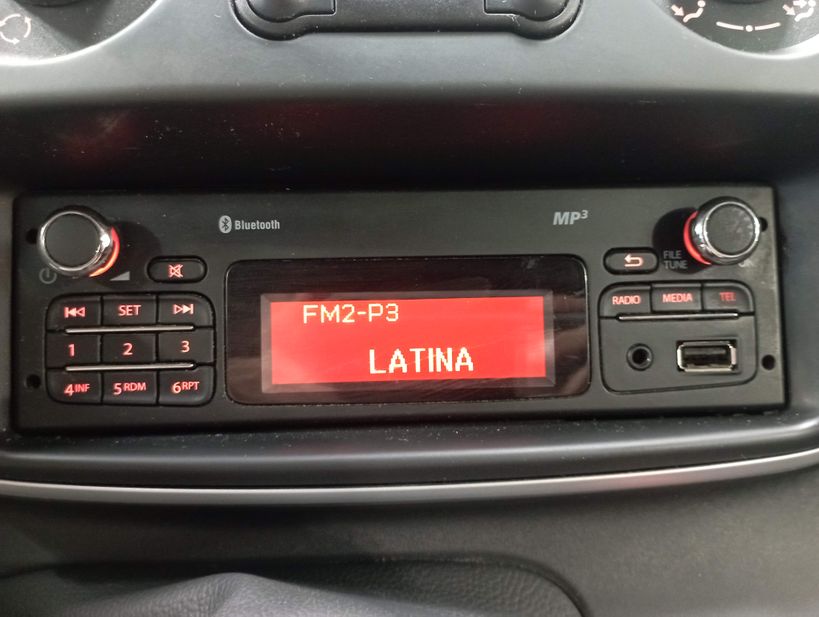 Bluetooth
MP3
FILE
TUNE
OK
SET
RADIO MEDIA TEL
FM2-P3
LATINA
1 2 3
4 INF 5 RDM 6 RPT